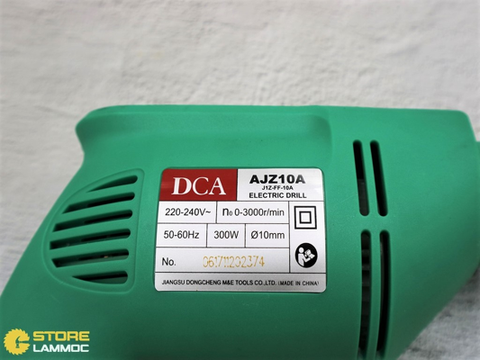 DCA
AJZ10A
J1Z-FF-10A
ELECTRIC DRILL
220-240V~ n₀ 0-3000r/min
50-60Hz 300W Ø10mm
No. 061711202374
JIANGSU DONGCHENG M&E TOOLS CO.,LTD. (MADE IN CHINA)
STORE
LAMMOC